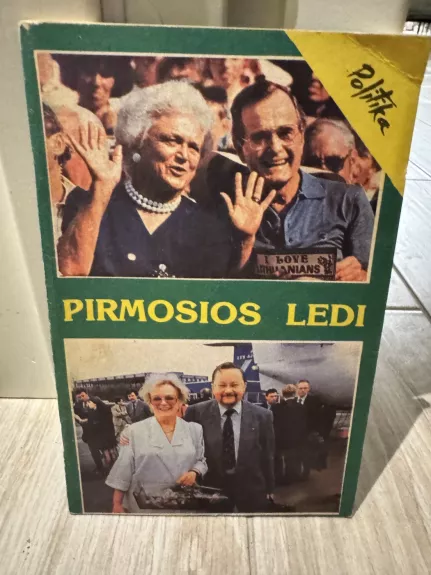 Politika
I LOVE
LITHUANIANS
PIRMOSIOS LEDI